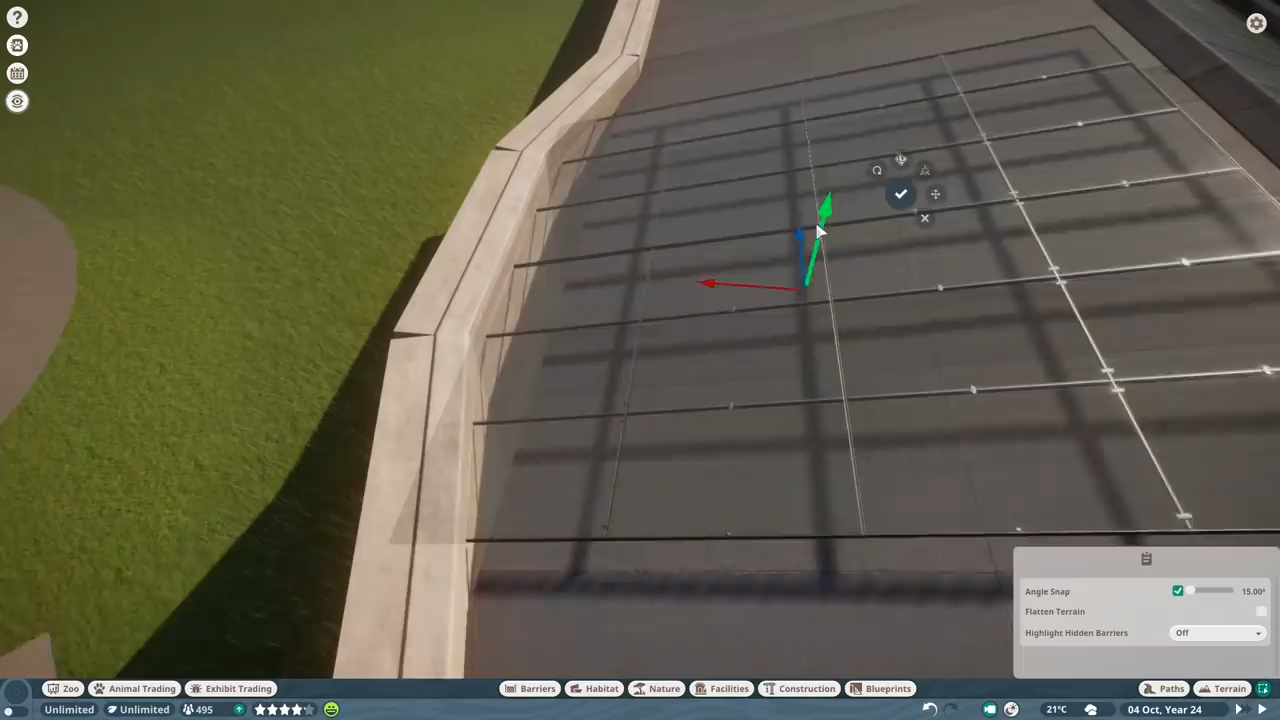 ?
Angle Snap 15.00°
Flatten Terrain
Highlight Hidden Barriers Off
Zoo Animal Trading Exhibit Trading Barriers Habitat Nature Facilities Construction Blueprints Paths Terrain
Unlimited Unlimited 495 21°C 04 Oct, Year 24